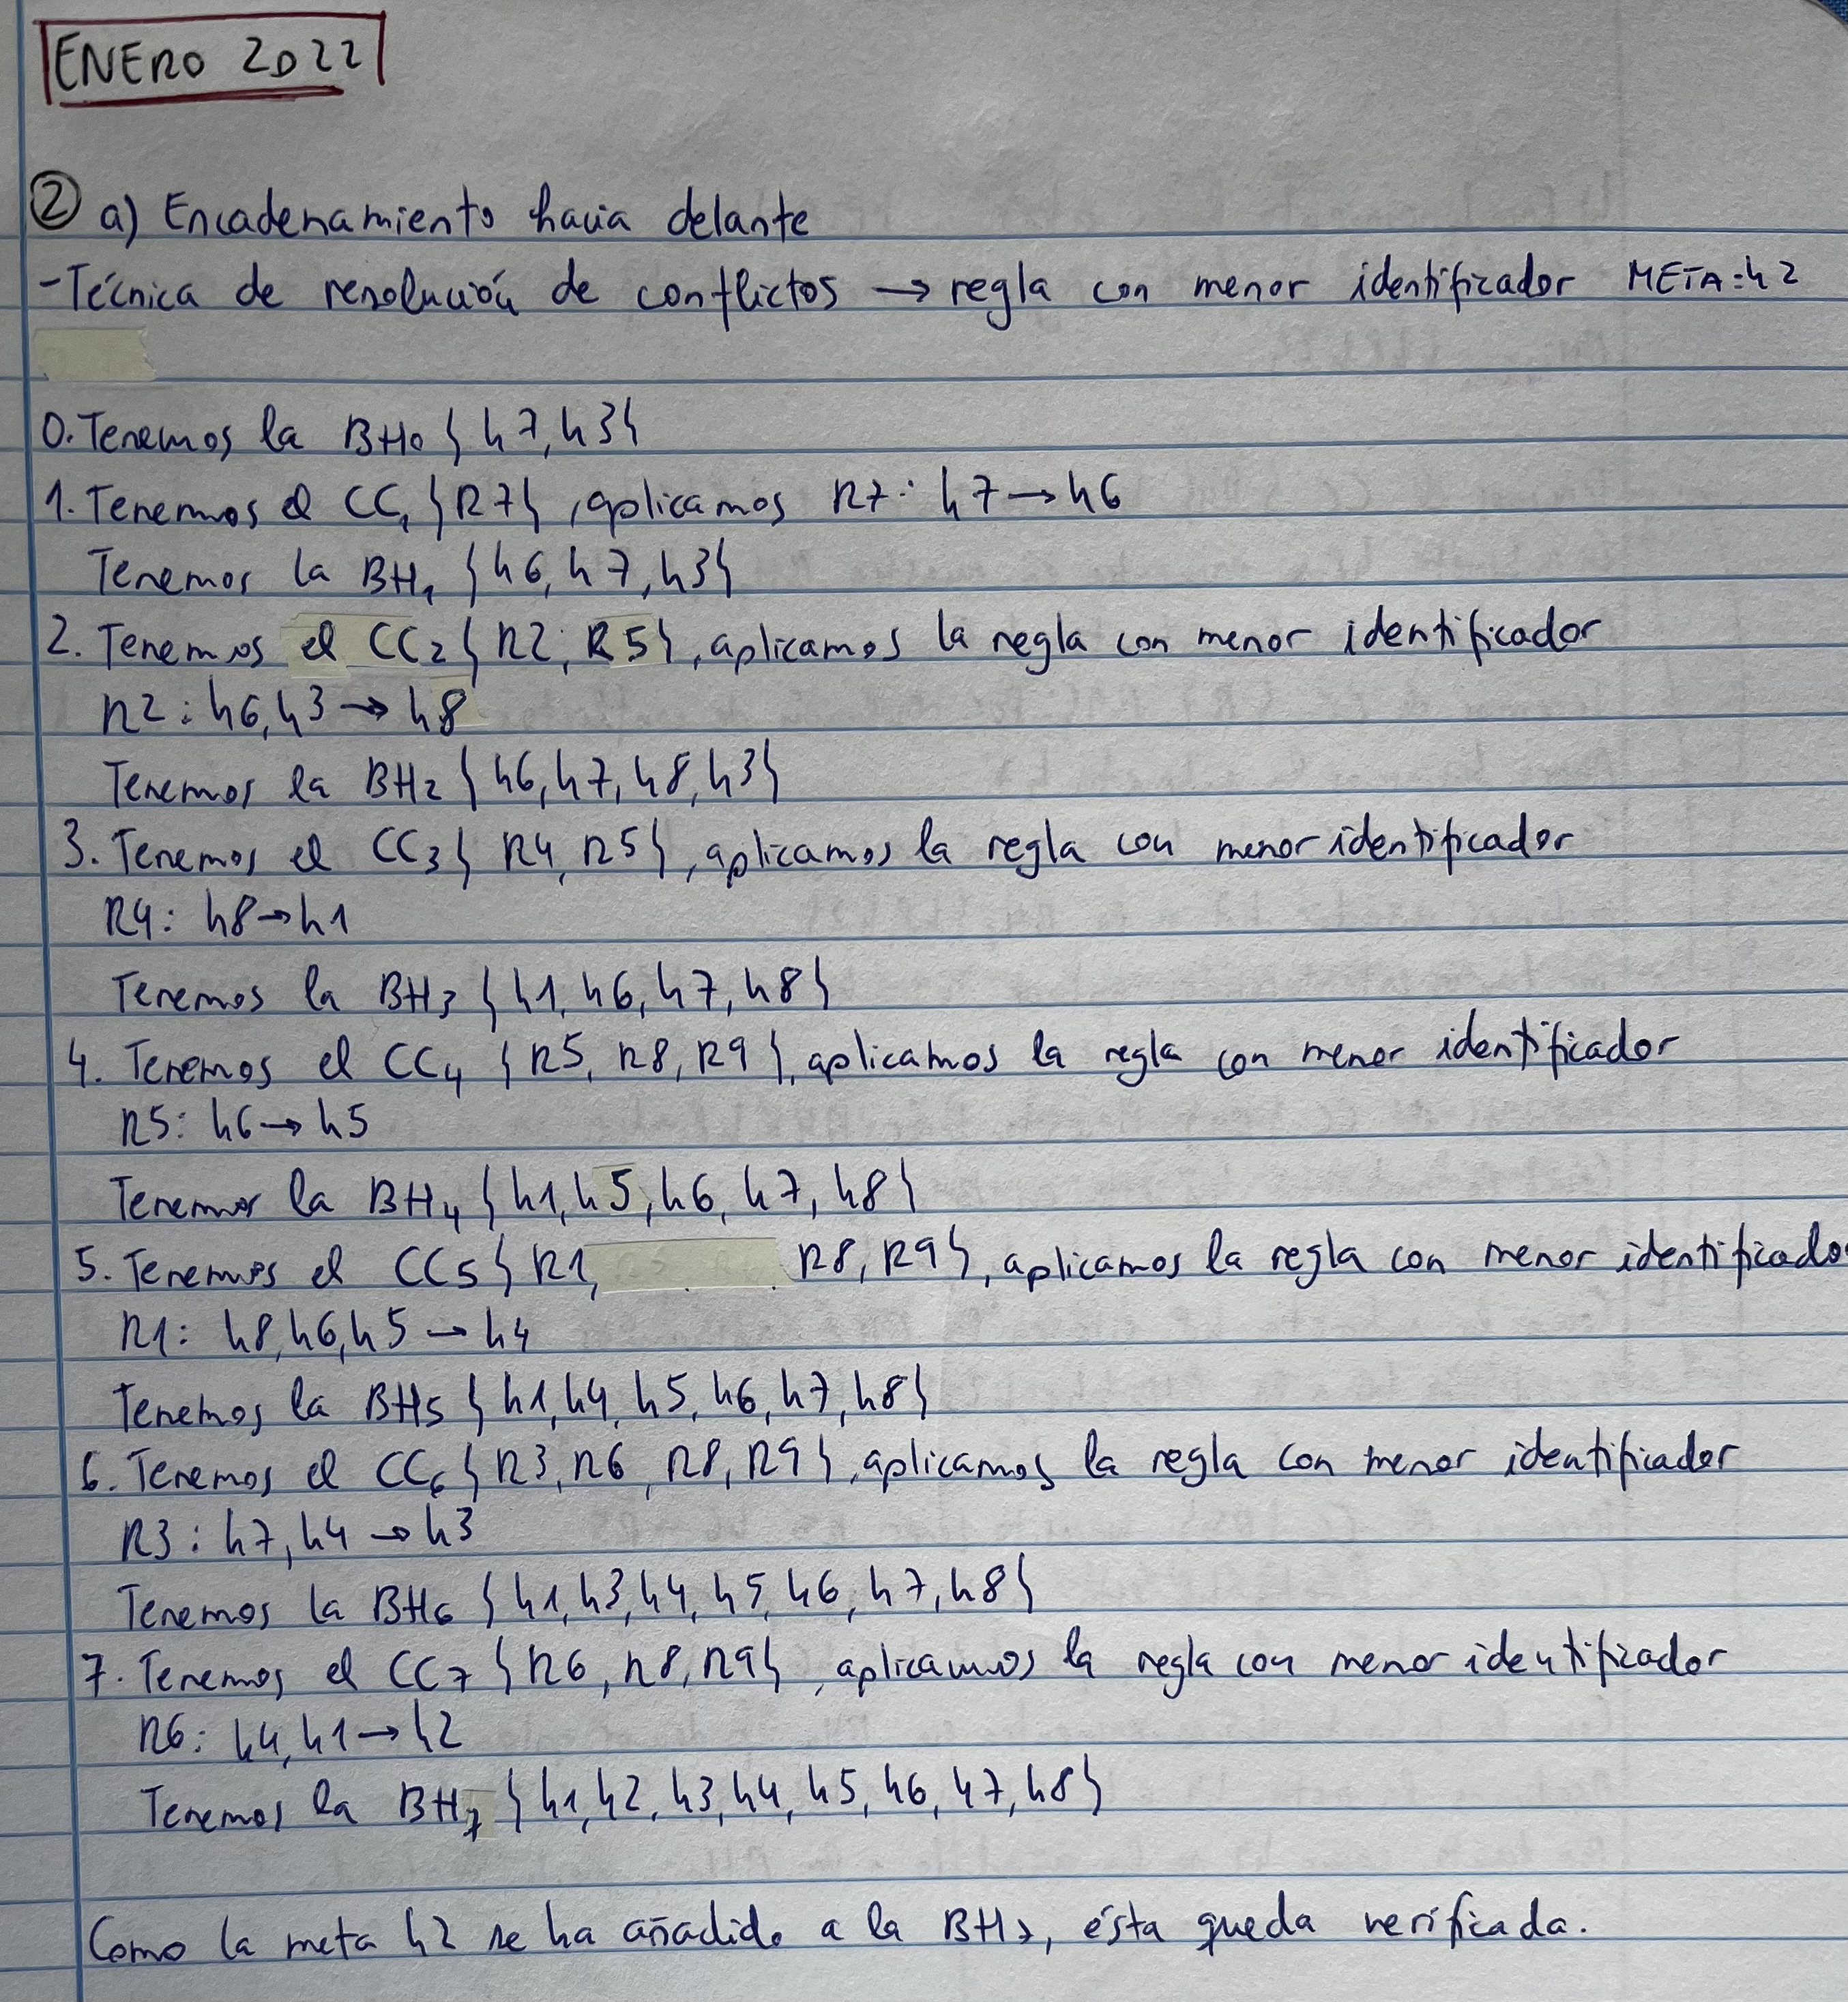 ENERO 2022
② a) Encadenamiento hacia delante
-Técnica de resolución de conflictos → regla con menor identificador META:h2
0. Tenemos la BH0 {h7, h3}
1. Tenemos el CC1 {R7}, aplicamos R7: h7 → h6
Tenemos la BH1 {h6, h7, h3}
2. Tenemos el CC2 {R2, R5}, aplicamos la regla con menor identificador
R2: h6, h3 → h8
Tenemos la BH2 {h6, h7, h8, h3}
3. Tenemos el CC3 {R4, R5}, aplicamos la regla con menor identificador
R4: h8 → h1
Tenemos la BH3 {h1, h6, h7, h8}
4. Tenemos el CC4 {R5, R8, R9}, aplicamos la regla con menor identificador
R5: h6 → h5
Tenemos la BH4 {h1, h5, h6, h7, h8}
5. Tenemos el CC5 {R1, R8, R9}, aplicamos la regla con menor identificado
R1: h8, h6, h5 → h4
Tenemos la BH5 {h1, h4, h5, h6, h7, h8}
6. Tenemos el CC6 {R3, R6, R8, R9}, aplicamos la regla con menor identificador
R3: h7, h4 → h3
Tenemos la BH6 {h1, h3, h4, h5, h6, h7, h8}
7. Tenemos el CC7 {R6, R8, R9}, aplicamos la regla con menor identificador
R6: h4, h1 → h2
Tenemos la BH7 {h1, h2, h3, h4, h5, h6, h7, h8}
Como la meta h2 se ha añadido a la BH7, ésta queda verificada.